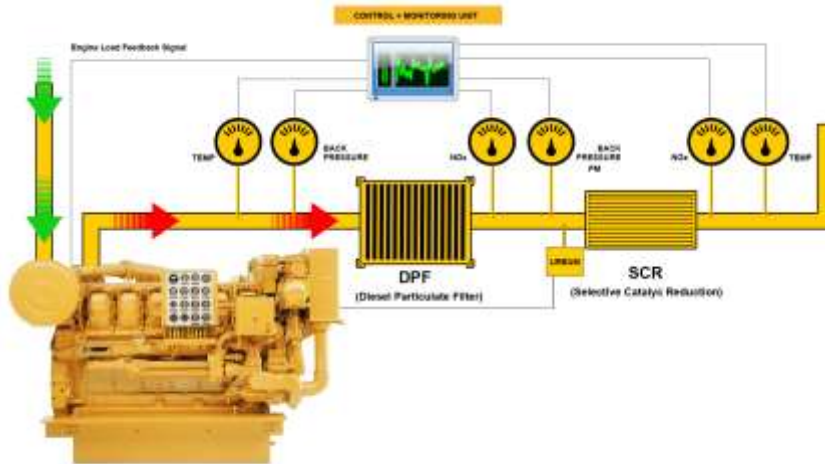 CONTROL + MONITORING UNIT
Engine Load Feedback Signal
TEMP
BACK
PRESSURE
NOx
BACK
PRESSURE
PM
NOx
TEMP
DPF
(Diesel Particulate Filter)
SCR
(Selective Catalyc Reduction)